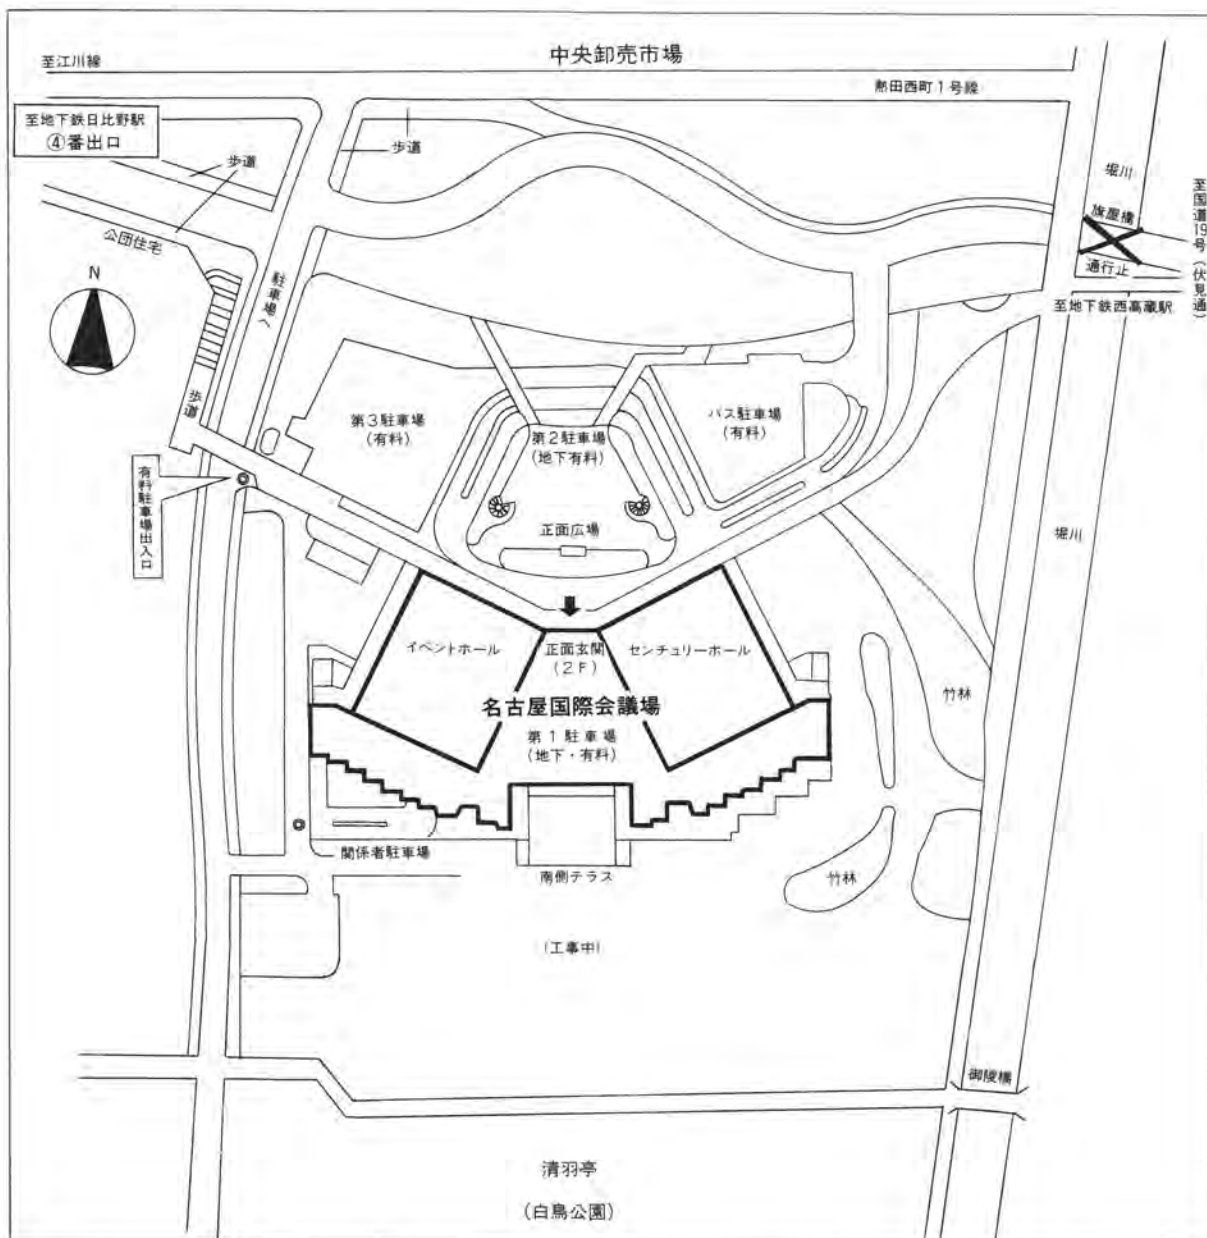 中央卸売市場
至江川線
熱田西町1号線
至地下鉄日比野駅
④番出口
歩道
歩道
堀川
至国道19号(伏見通)
旗屋橋
通行止
至地下鉄西高蔵駅
公団住宅
N
駐車場へ
歩道
第3駐車場
(有料)
第2駐車場
(地下有料)
バス駐車場
(有料)
有料駐車場出入口
正面広場
堀川
イベントホール
正面玄関
(2F)
センチュリーホール
名古屋国際会議場
第1駐車場
(地下・有料)
竹林
関係者駐車場
南側テラス
竹林
(工事中)
御陵橋
清羽亭
(白鳥公園)